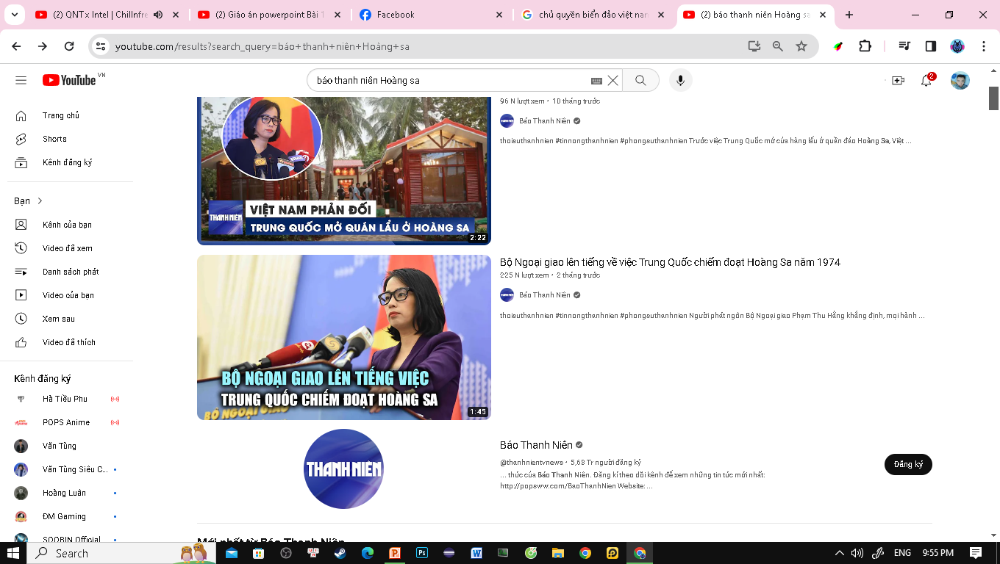 (2) QNT x Intel | ChillInfre
(2) Giáo án powerpoint Bài 1
Facebook
chủ quyền biển đảo việt nam
(2) báo thanh niên Hoàng sa
youtube.com/results?search_query=báo+thanh+niên+Hoàng+sa
YouTube VN
báo thanh niên Hoàng sa
2
Trang chủ
Shorts
Kênh đăng ký
Bạn
Kênh của bạn
Video đã xem
Danh sách phát
Video của bạn
Xem sau
Video đã thích
Kênh đăng ký
Hà Tiều Phu
POPS Anime
Văn Tùng
Văn Tùng Siêu C...
Hoàng Luân
ĐM Gaming
SOOBIN Official
THANH NIÊN
VIỆT NAM PHẢN ĐỐI
TRUNG QUỐC MỞ QUÁN LẨU Ở HOÀNG SA
2:22
96 N lượt xem • 10 tháng trước
Báo Thanh Niên
thoisuthanhnien #tinnongthanhnien #phongsuthanhnien Trước việc Trung Quốc mở cửa hàng lẩu ở quần đảo Hoàng Sa, Việt ...
BỘ NGOẠI GIAO LÊN TIẾNG VIỆC
TRUNG QUỐC CHIẾM ĐOẠT HOÀNG SA
BỘ NGOẠI GIAO
1:45
Bộ Ngoại giao lên tiếng về việc Trung Quốc chiếm đoạt Hoàng Sa năm 1974
225 N lượt xem • 2 tháng trước
Báo Thanh Niên
thoisuthanhnien #tinnongthanhnien #phongsuthanhnien Người phát ngôn Bộ Ngoại giao Phạm Thu Hằng khẳng định, mọi hành ...
THANH NIÊN
Báo Thanh Niên
@thanhnientvnews • 5,68 Tr người đăng ký
... thức của Báo Thanh Niên. Đăng kí theo dõi kênh để xem những tin tức mới nhất:
http://popsww.com/BaoThanhNien Website: ...
Đăng ký
Mới nhất từ Báo Thanh Niên
Search
ENG
9:55 PM